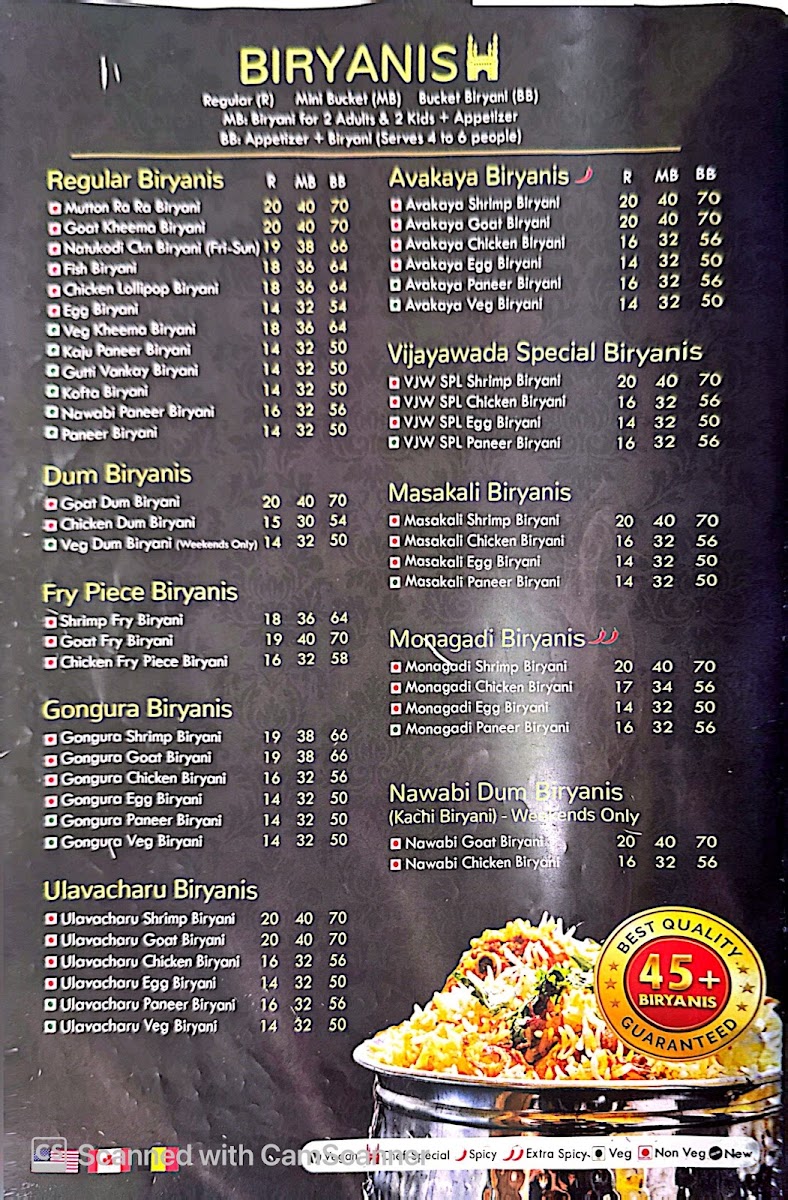 BIRYANIS
Regular (R) Mini Bucket (MB) Bucket Biryani (BB)
MB: Biryani for 2 Adults & 2 Kids + Appetizer
BB: Appetizer + Biryani (Serves 4 to 6 people)
Regular Biryanis R MB BB
Mutton Ra Ra Biryani 20 40 70
Goat Kheema Biryani 20 40 70
Natukodi Ckn Biryani (Fri-Sun) 19 38 66
Fish Biryani 18 36 64
Chicken Lollipop Biryani 18 36 64
Egg Biryani 14 32 54
Veg Kheema Biryani 18 36 64
Kaju Paneer Biryani 14 32 50
Gutti Vankay Biryani 14 32 50
Kofta Biryani 14 32 50
Nawabi Paneer Biryani 16 32 56
Paneer Biryani 14 32 50
Dum Biryanis
Goat Dum Biryani 20 40 70
Chicken Dum Biryani 15 30 54
Veg Dum Biryani (Weekends Only) 14 32 50
Fry Piece Biryanis
Shrimp Fry Biryani 18 36 64
Goat Fry Biryani 19 40 70
Chicken Fry Piece Biryani 16 32 58
Gongura Biryanis
Gongura Shrimp Biryani 19 38 66
Gongura Goat Biryani 19 38 66
Gongura Chicken Biryani 16 32 56
Gongura Egg Biryani 14 32 50
Gongura Paneer Biryani 14 32 50
Gongura Veg Biryani 14 32 50
Ulavacharu Biryanis
Ulavacharu Shrimp Biryani 20 40 70
Ulavacharu Goat Biryani 20 40 70
Ulavacharu Chicken Biryani 16 32 56
Ulavacharu Egg Biryani 14 32 50
Ulavacharu Paneer Biryani 16 32 56
Ulavacharu Veg Biryani 14 32 50
Avakaya Biryanis R MB BB
Avakaya Shrimp Biryani 20 40 70
Avakaya Goat Biryani 20 40 70
Avakaya Chicken Biryani 16 32 56
Avakaya Egg Biryani 14 32 50
Avakaya Paneer Biryani 16 32 56
Avakaya Veg Biryani 14 32 50
Vijayawada Special Biryanis
VJW SPL Shrimp Biryani 20 40 70
VJW SPL Chicken Biryani 16 32 56
VJW SPL Egg Biryani 14 32 50
VJW SPL Paneer Biryani 16 32 56
Masakali Biryanis
Masakali Shrimp Biryani 20 40 70
Masakali Chicken Biryani 16 32 56
Masakali Egg Biryani 14 32 50
Masakali Paneer Biryani 14 32 50
Monagadi Biryanis
Monagadi Shrimp Biryani 20 40 70
Monagadi Chicken Biryani 17 34 56
Monagadi Egg Biryani 14 32 50
Monagadi Paneer Biryani 16 32 56
Nawabi Dum Biryanis
(Kachi Biryani) - Weekends Only
Nawabi Goat Biryani 20 40 70
Nawabi Chicken Biryani 16 32 56
BEST QUALITY
45+
BIRYANIS
GUARANTEED
Vegan Chef Special Spicy Extra Spicy Veg Non Veg New
CS Scanned with CamScanner